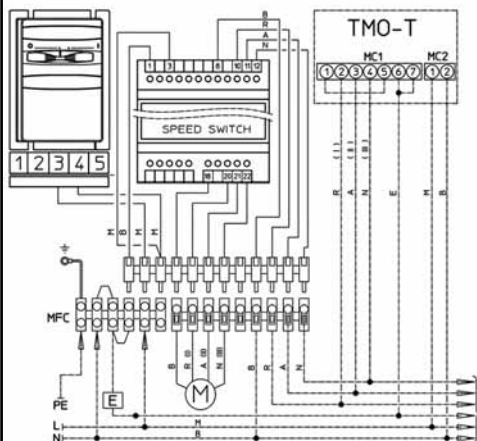 B
R
A
N
1 3 8 10 11 12
SPEED SWITCH
18 20 21 22
1 2 3 4 5
O I
TMO-T
MC1 MC2
1 2 3 4 5 6 7 1 2
(I) (II) (III)
R A N E M B
M B M M
MFC
B R (I) A (II) N (III)
M
B R A N
E
PE
L M
N B